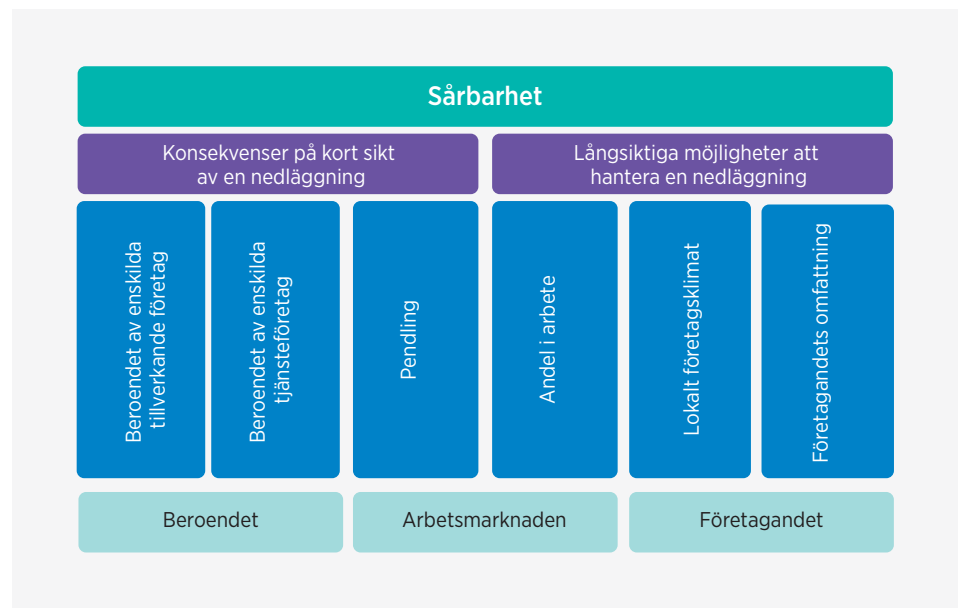 Sårbarhet
Konsekvenser på kort sikt
av en nedläggning
Långsiktiga möjligheter att
hantera en nedläggning
Beroendet av enskilda
tillverkande företag
Beroendet av enskilda
tjänsteföretag
Pendling
Andel i arbete
Lokalt företagsklimat
Företagandets omfattning
Beroendet
Arbetsmarknaden
Företagandet